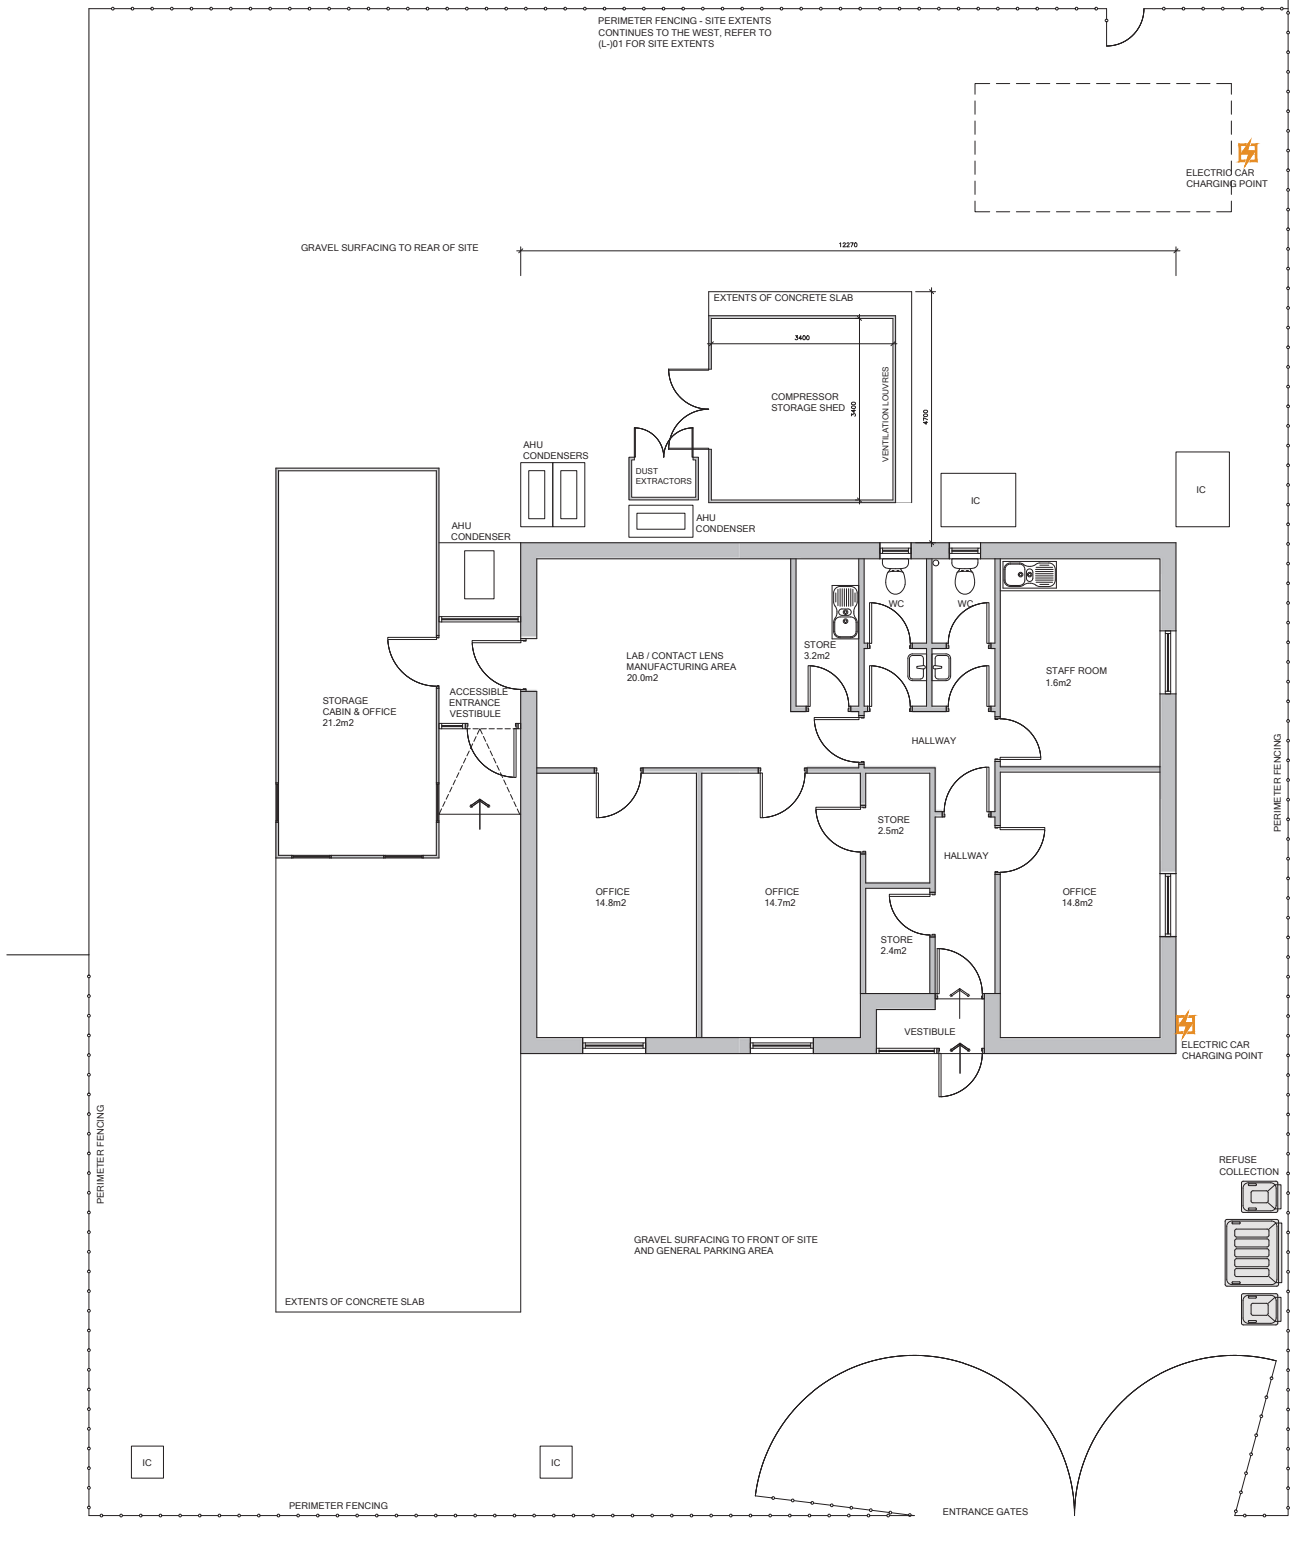 PERIMETER FENCING - SITE EXTENTS
CONTINUES TO THE WEST, REFER TO
(L-)01 FOR SITE EXTENTS
ELECTRIC CAR
CHARGING POINT
GRAVEL SURFACING TO REAR OF SITE
12270
EXTENTS OF CONCRETE SLAB
3400
COMPRESSOR
STORAGE SHED
3400
VENTILATION LOUVRES
4700
AHU
CONDENSERS
DUST
EXTRACTORS
IC
IC
AHU
CONDENSER
AHU
CONDENSER
WC
WC
STORE
3.2m2
LAB / CONTACT LENS
MANUFACTURING AREA
20.0m2
STAFF ROOM
1.6m2
ACCESSIBLE
ENTRANCE
VESTIBULE
STORAGE
CABIN & OFFICE
21.2m2
HALLWAY
PERIMETER FENCING
STORE
2.5m2
HALLWAY
OFFICE
14.8m2
OFFICE
14.7m2
OFFICE
14.8m2
STORE
2.4m2
VESTIBULE
ELECTRIC CAR
CHARGING POINT
PERIMETER FENCING
REFUSE
COLLECTION
GRAVEL SURFACING TO FRONT OF SITE
AND GENERAL PARKING AREA
EXTENTS OF CONCRETE SLAB
IC
IC
PERIMETER FENCING
ENTRANCE GATES